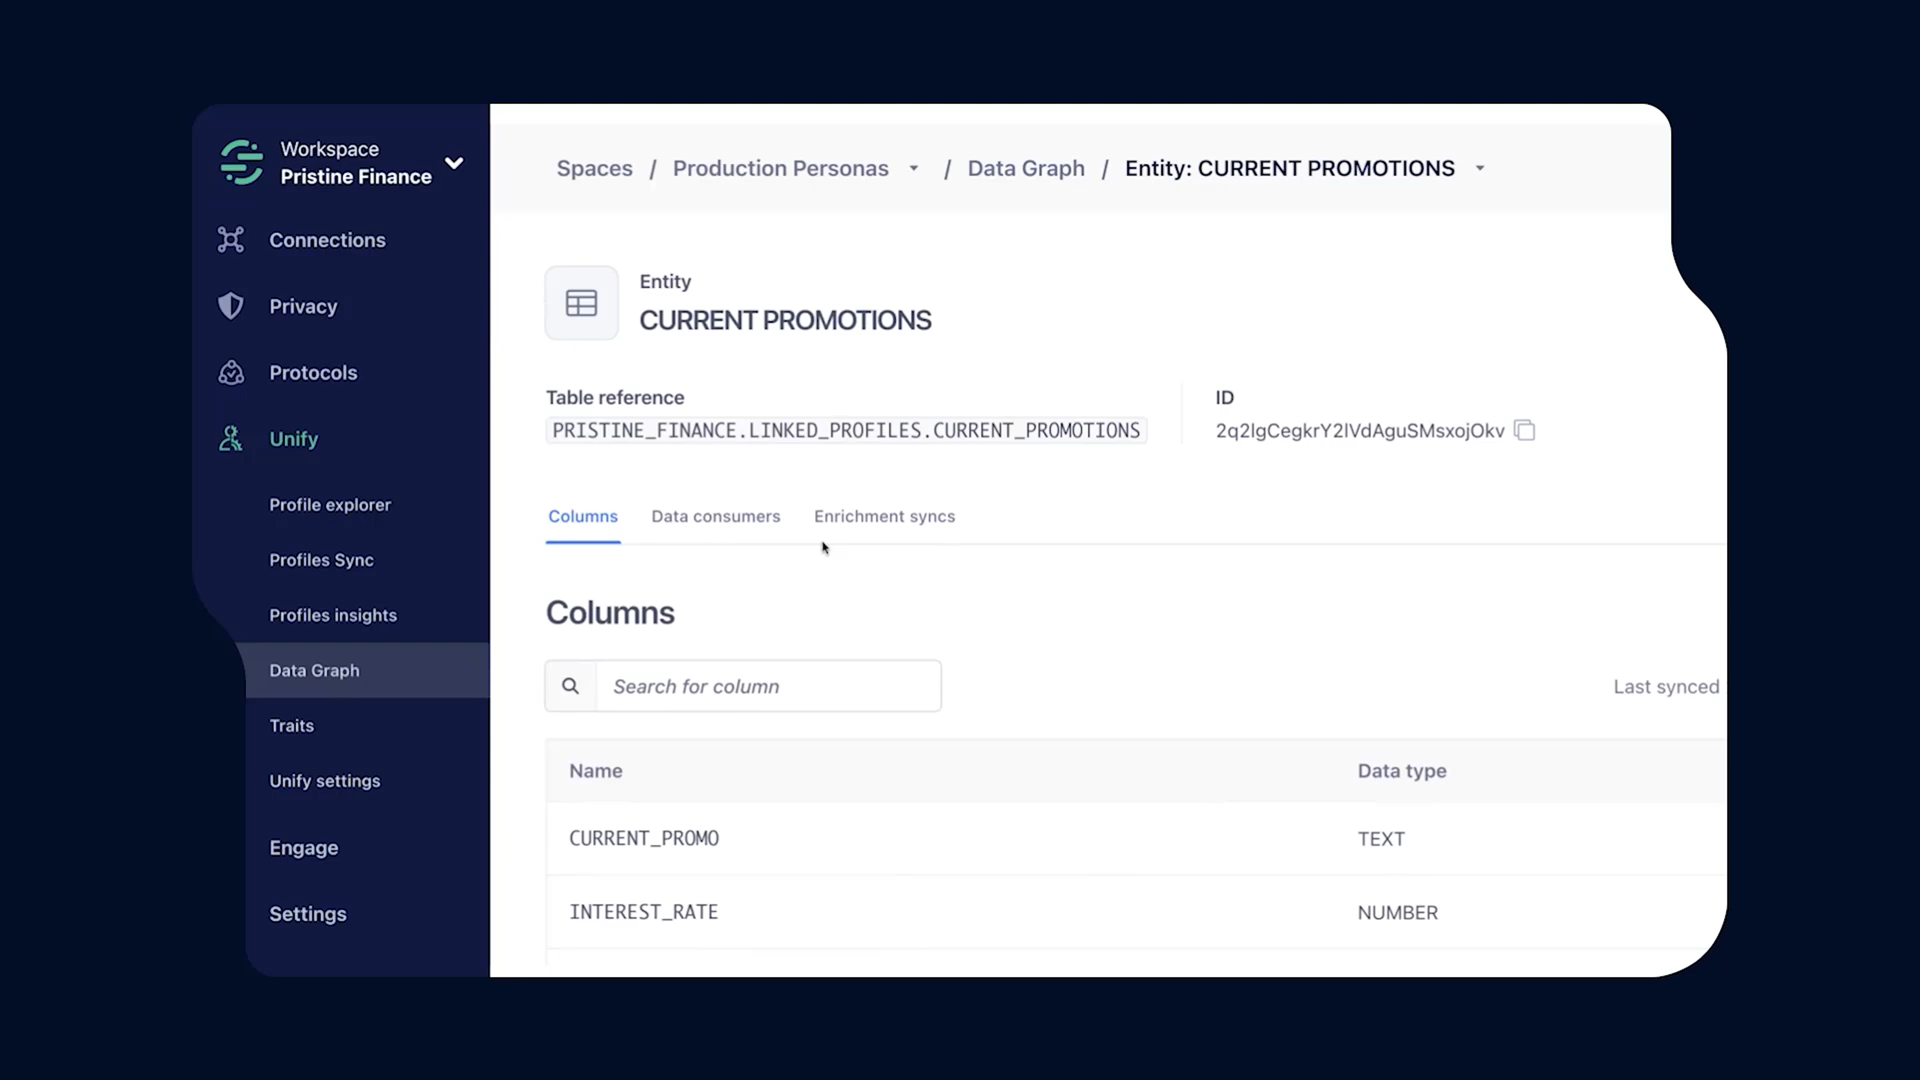 Workspace
Pristine Finance
Connections
Privacy
Protocols
Unify
Profile explorer
Profiles Sync
Profiles insights
Data Graph
Traits
Unify settings
Engage
Settings
Spaces / Production Personas / Data Graph / Entity: CURRENT PROMOTIONS
Entity
CURRENT PROMOTIONS
Table reference
PRISTINE_FINANCE.LINKED_PROFILES.CURRENT_PROMOTIONS
ID
2q2lgCegkrY2lVdAguSMsxojOkv
Columns Data consumers Enrichment syncs
Columns
Search for column
Last synced
Name Data type
CURRENT_PROMO TEXT
INTEREST_RATE NUMBER